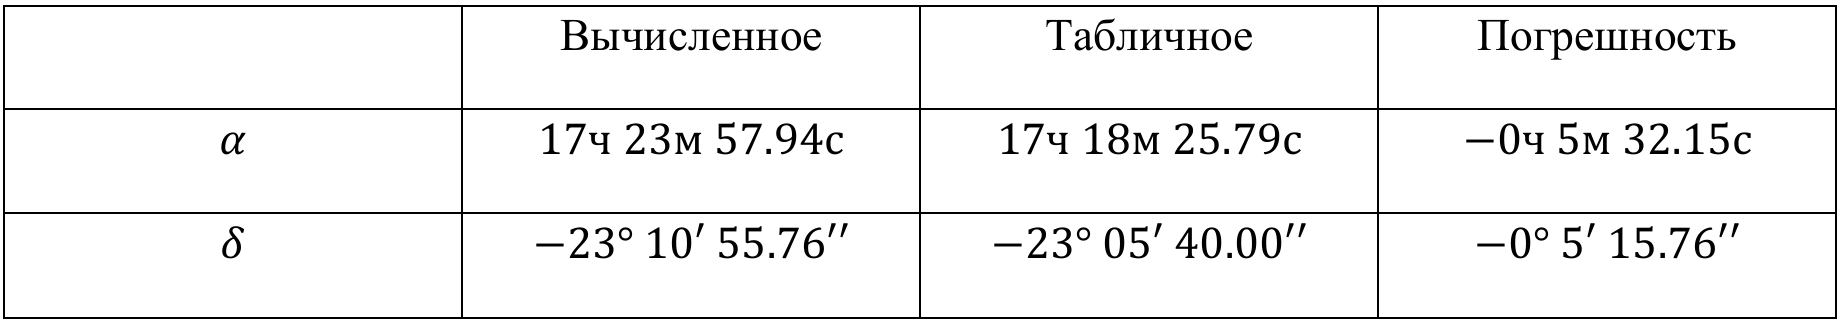 Вычисленное Табличное Погрешность
α 17ч 23м 57.94с 17ч 18м 25.79с −0ч 5м 32.15с
δ −23° 10′ 55.76′′ −23° 05′ 40.00′′ −0° 5′ 15.76′′